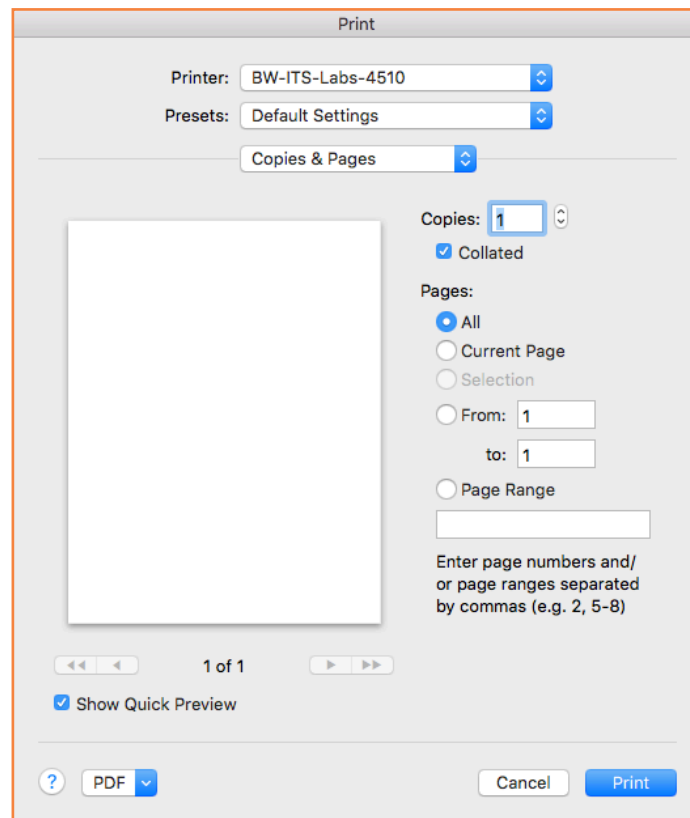 Print
Printer: BW-ITS-Labs-4510
Presets: Default Settings
Copies & Pages
Copies: 1
Collated
Pages:
All
Current Page
Selection
From: 1
to: 1
Page Range
Enter page numbers and/
or page ranges separated
by commas (e.g. 2, 5-8)
1 of 1
Show Quick Preview
? PDF Cancel Print